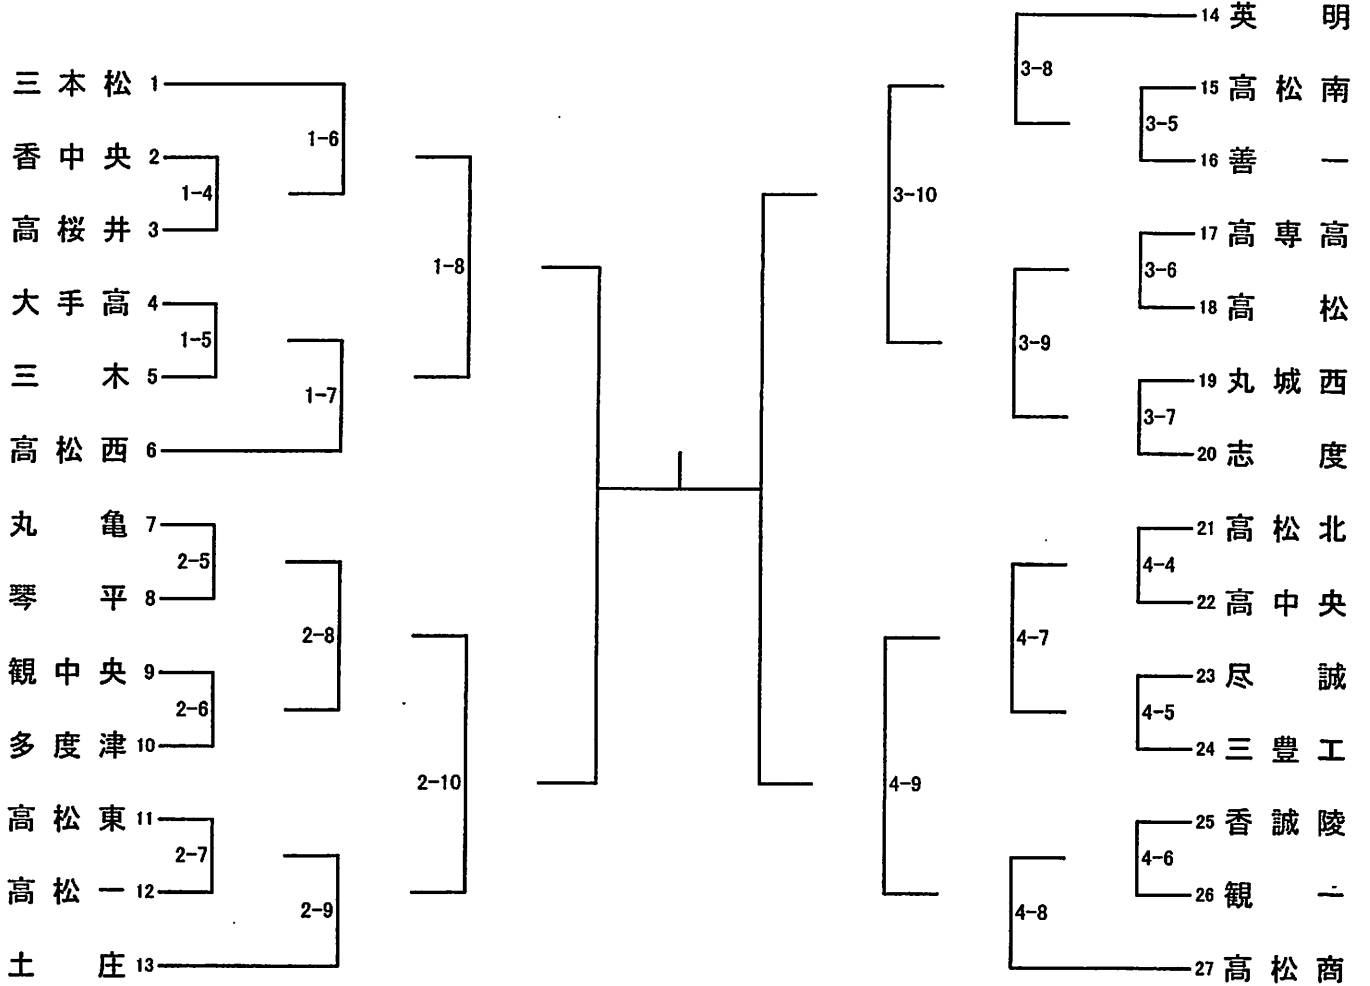 三本松 1
香中央 2
高桜井 3
大手高 4
三木 5
高松西 6
丸亀 7
琴平 8
観中央 9
多度津 10
高松東 11
高松一 12
土庄 13
1-4
1-5
2-5
2-6
2-7
1-6
1-7
2-8
2-9
1-8
2-10
3-10
4-9
3-8
3-9
4-7
4-8
3-5
3-6
3-7
4-4
4-5
4-6
14 英明
15 高松南
16 善一
17 高専高
18 高松
19 丸城西
20 志度
21 高松北
22 高中央
23 尽誠
24 三豊工
25 香誠陵
26 観一
27 高松商